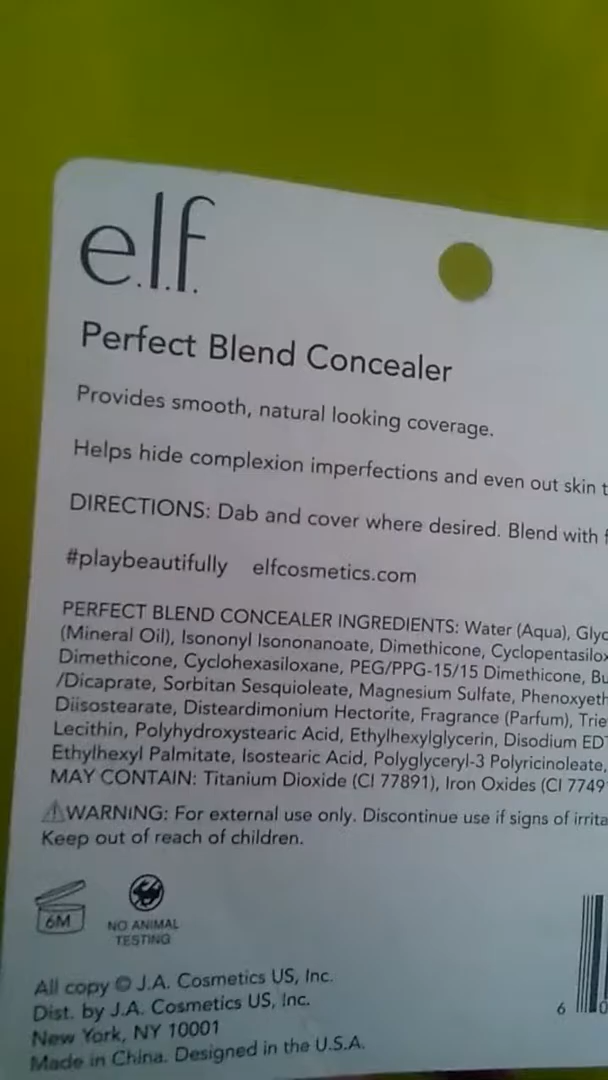 e.l.f.
Perfect Blend Concealer
Provides smooth, natural looking coverage.
Helps hide complexion imperfections and even out skin t
DIRECTIONS: Dab and cover where desired. Blend with f
#playbeautifully elfcosmetics.com
PERFECT BLEND CONCEALER INGREDIENTS: Water (Aqua), Glyc
(Mineral Oil), Isononyl Isononanoate, Dimethicone, Cyclopentasilox
Dimethicone, Cyclohexasiloxane, PEG/PPG-15/15 Dimethicone, Bu
/Dicaprate, Sorbitan Sesquioleate, Magnesium Sulfate, Phenoxyeth
Diisostearate, Disteardimonium Hectorite, Fragrance (Parfum), Trie
Lecithin, Polyhydroxystearic Acid, Ethylhexylglycerin, Disodium EDT
Ethylhexyl Palmitate, Isostearic Acid, Polyglyceryl-3 Polyricinoleate,
MAY CONTAIN: Titanium Dioxide (CI 77891), Iron Oxides (CI 7749
⚠WARNING: For external use only. Discontinue use if signs of irrita
Keep out of reach of children.
6M
NO ANIMAL
TESTING
All copy © J.A. Cosmetics US, Inc.
Dist. by J.A. Cosmetics US, Inc.
New York, NY 10001
Made in China. Designed in the U.S.A.
6 0